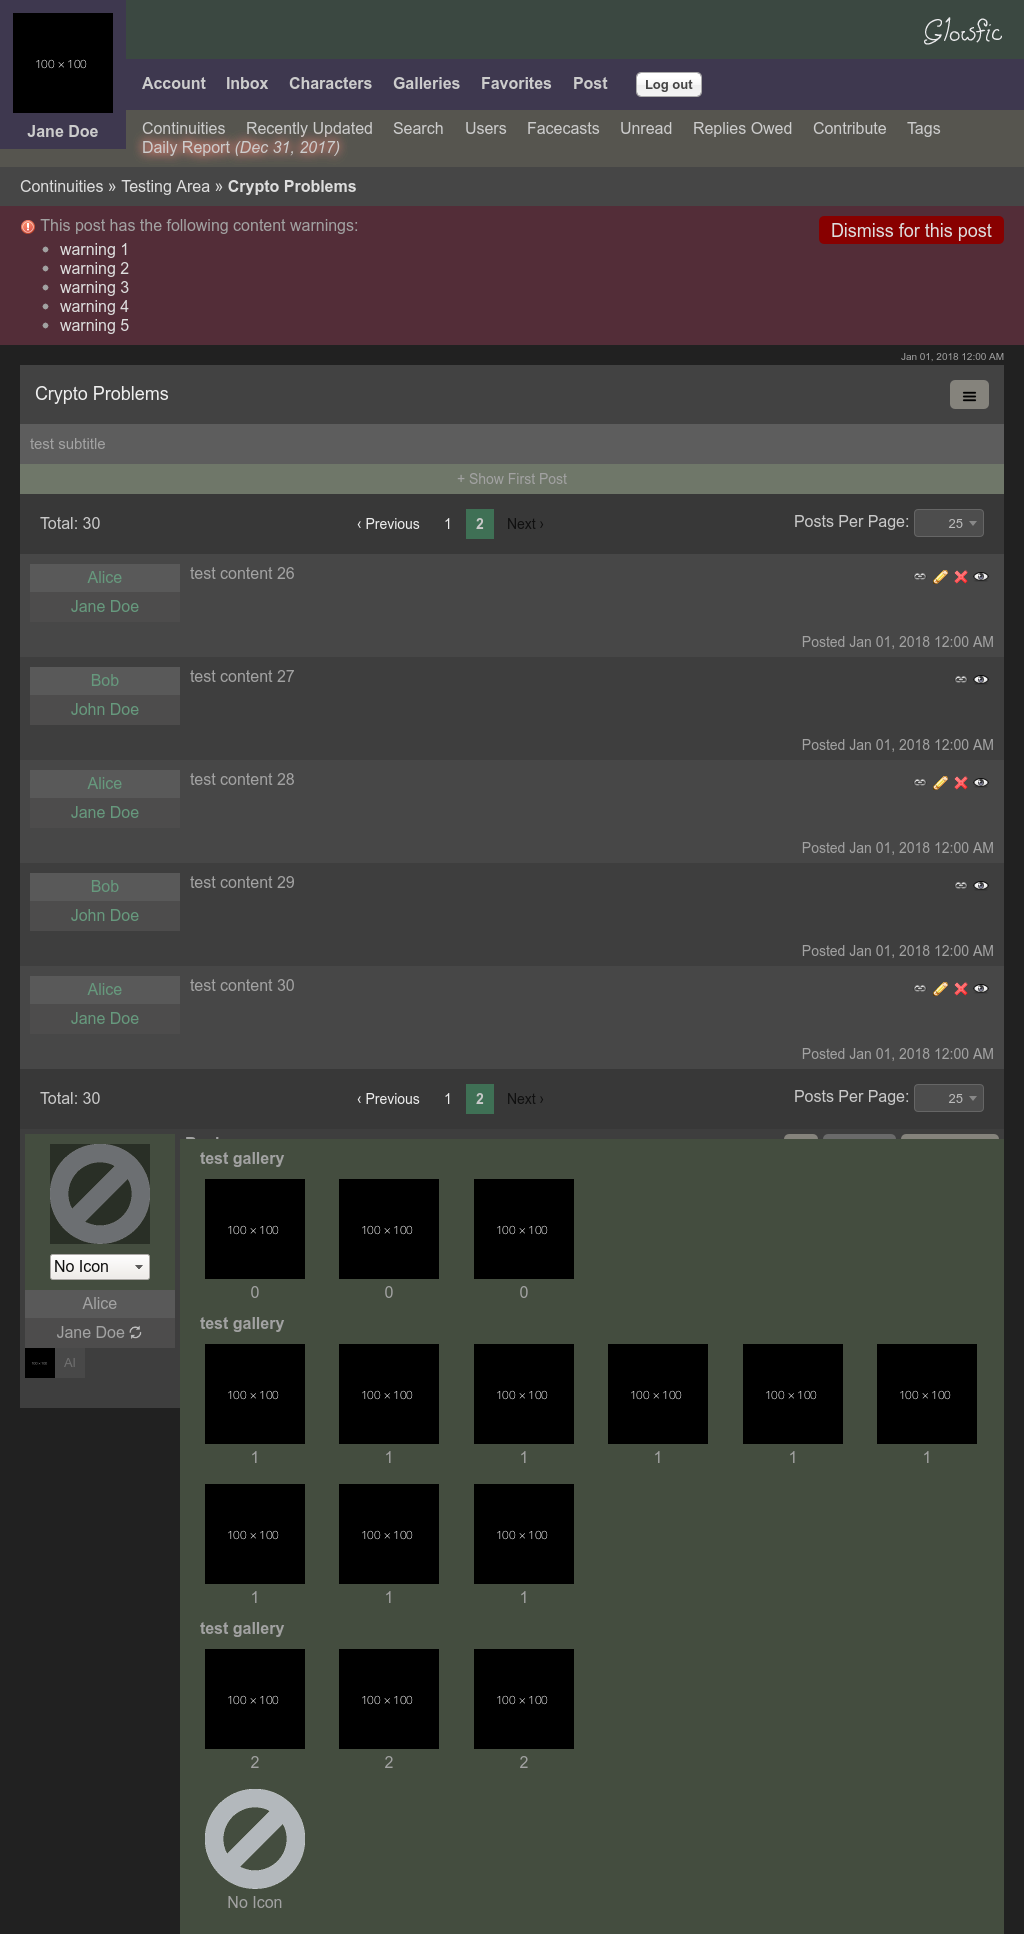 Glowfic
100 × 100
Jane Doe
Account Inbox Characters Galleries Favorites Post Log out
Continuities Recently Updated Search Users Facecasts Unread Replies Owed Contribute Tags
Daily Report (Dec 31, 2017)
Continuities » Testing Area » Crypto Problems
This post has the following content warnings:
Dismiss for this post
• warning 1
• warning 2
• warning 3
• warning 4
• warning 5
Jan 01, 2018 12:00 AM
Crypto Problems
test subtitle
+ Show First Post
Total: 30 ‹ Previous 1 2 Next › Posts Per Page: 25
Alice
Jane Doe
test content 26
Posted Jan 01, 2018 12:00 AM
Bob
John Doe
test content 27
Posted Jan 01, 2018 12:00 AM
Alice
Jane Doe
test content 28
Posted Jan 01, 2018 12:00 AM
Bob
John Doe
test content 29
Posted Jan 01, 2018 12:00 AM
Alice
Jane Doe
test content 30
Posted Jan 01, 2018 12:00 AM
Total: 30 ‹ Previous 1 2 Next › Posts Per Page: 25
No Icon
Alice
Jane Doe
Al
test gallery
100 × 100 100 × 100 100 × 100
0 0 0
test gallery
100 × 100 100 × 100 100 × 100 100 × 100 100 × 100 100 × 100
1 1 1 1 1 1
100 × 100 100 × 100 100 × 100
1 1 1
test gallery
100 × 100 100 × 100 100 × 100
2 2 2
No Icon